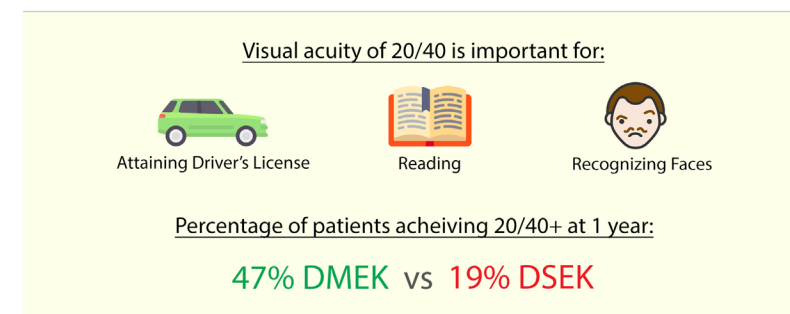 Visual acuity of 20/40 is important for:
Attaining Driver's License
Reading
Recognizing Faces
Percentage of patients acheiving 20/40+ at 1 year:
47% DMEK vs 19% DSEK